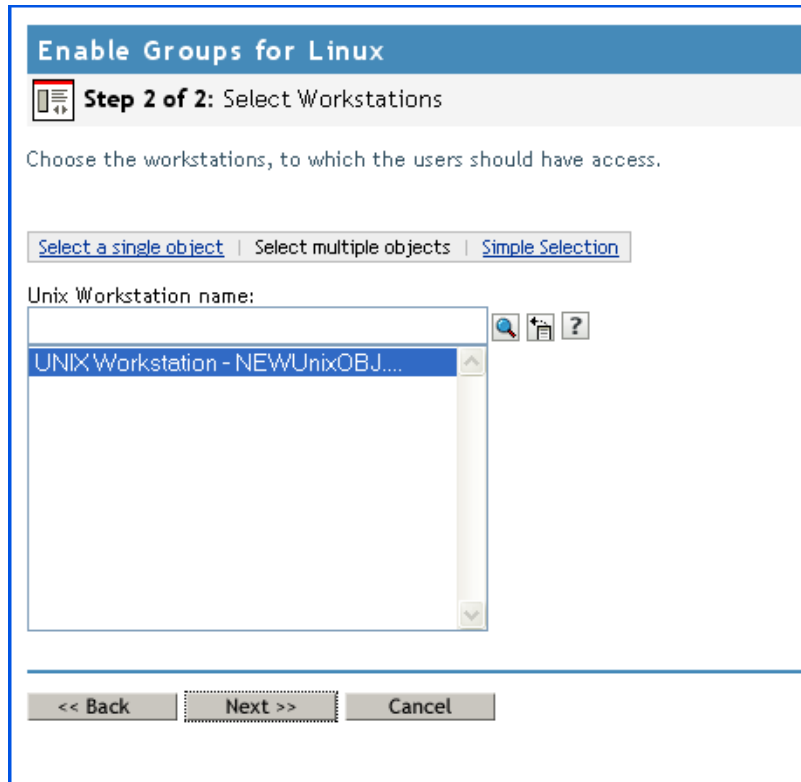 Enable Groups for Linux
Step 2 of 2: Select Workstations
Choose the workstations, to which the users should have access.
Select a single object | Select multiple objects | Simple Selection
Unix Workstation name:
?
UNIX Workstation - NEWUnixOBJ....
<< Back Next >> Cancel